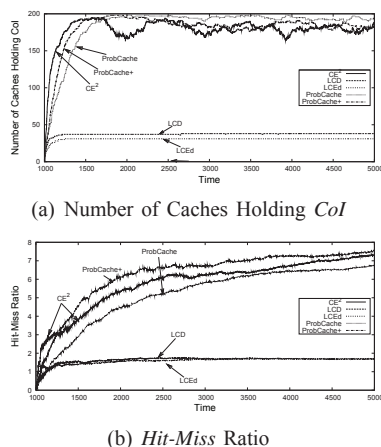 Number of Caches Holding CoI
200
150
100
50
0
ProbCache
ProbCache+
CE²
LCD
LCEd
CE²
LCD
LCEd
ProbCache
ProbCache+
1000 1500 2000 2500 3000 3500 4000 4500 5000
Time
(a) Number of Caches Holding CoI
Hit-Miss Ratio
8
7
6
5
4
3
2
1
0
ProbCache
ProbCache+
CE²
LCD
LCEd
CE²
LCD
LCEd
ProbCache
ProbCache+
1000 1500 2000 2500 3000 3500 4000 4500 5000
Time
(b) Hit-Miss Ratio